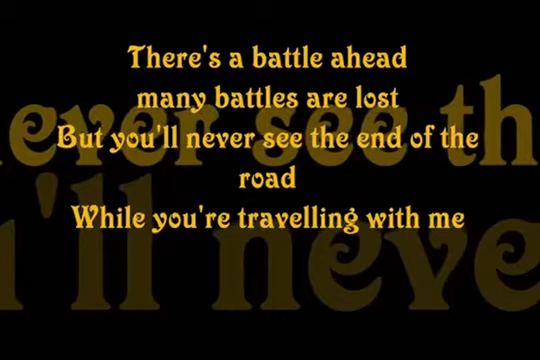 There's a battle ahead
many battles are lost
But you'll never see the end of the
road
While you're travelling with me
never see th
u'll neve